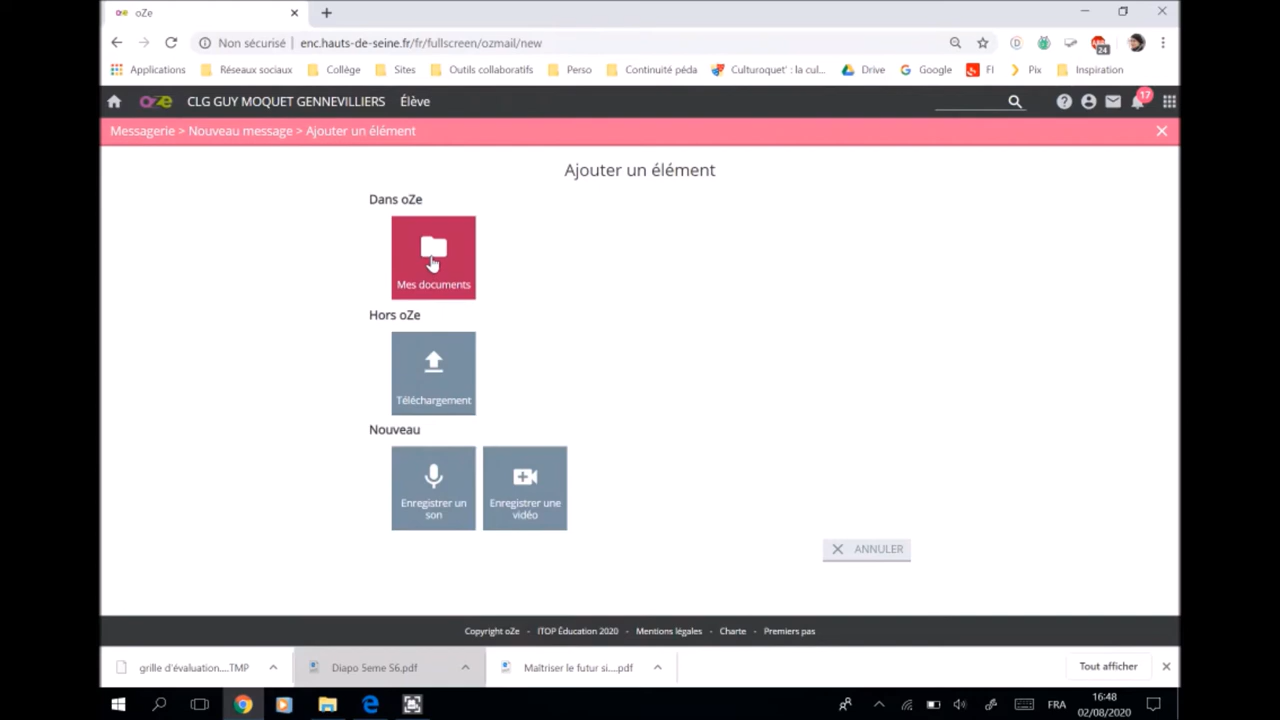 oZe
Non sécurisé | enc.hauts-de-seine.fr/fr/fullscreen/ozmail/new
24
Applications Réseaux sociaux Collège Sites Outils collaboratifs Perso Continuité péda Culturoquet' : la cul... Drive Google FI Pix Inspiration
oze CLG GUY MOQUET GENNEVILLIERS Élève 17
Messagerie > Nouveau message > Ajouter un élément
Ajouter un élément
Dans oZe
Mes documents
Hors oZe
Téléchargement
Nouveau
Enregistrer un son
Enregistrer une vidéo
ANNULER
Copyright oZe - ITOP Éducation 2020 - Mentions légales - Charte - Premiers pas
grille d'évaluation....TMP Diapo 5eme S6.pdf Maîtriser le futur si....pdf Tout afficher
FRA 16:48
02/08/2020